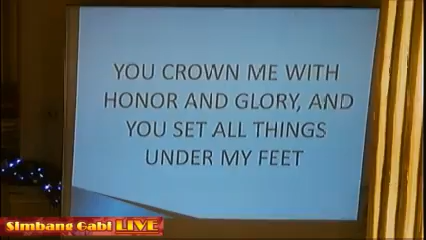 YOU CROWN ME WITH
HONOR AND GLORY, AND
YOU SET ALL THINGS
UNDER MY FEET
Simbang Gabi LIVE